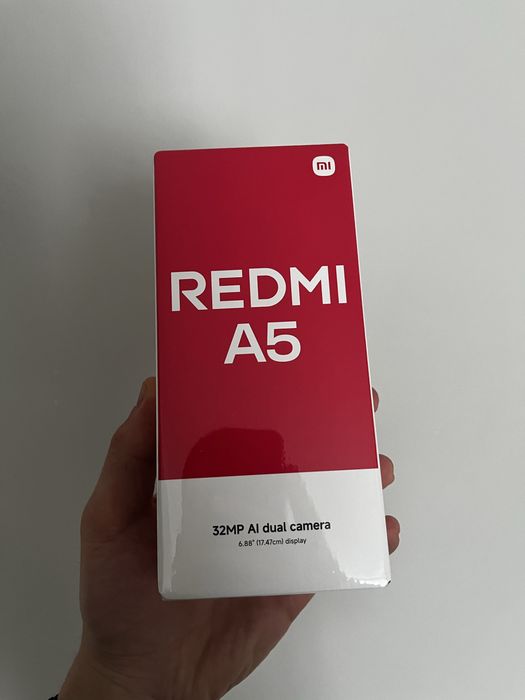 mi
REDMI
A5
32MP AI dual camera
6.88" (17.47cm) display